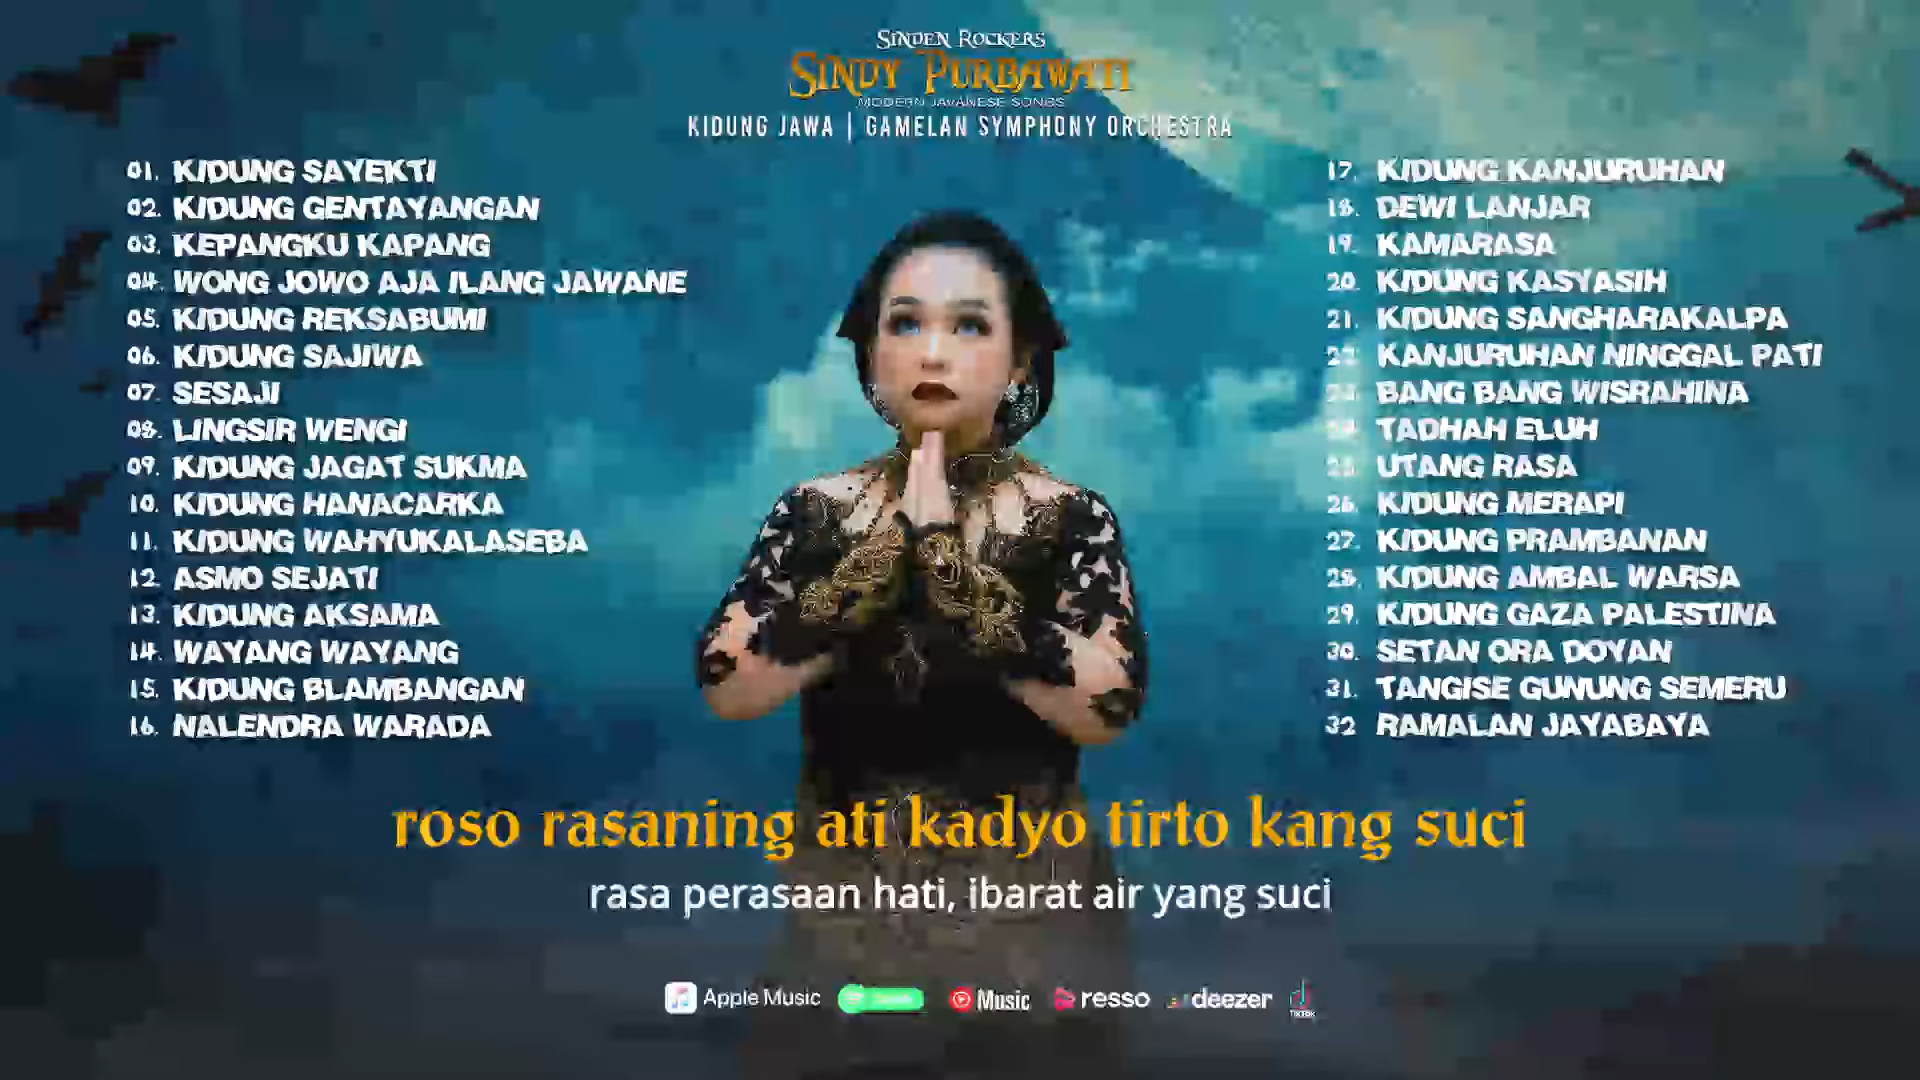 SINDEN ROCKERS
SINDY PURBAWATI
MODERN JAVANESE SONGS
KIDUNG JAWA | GAMELAN SYMPHONY ORCHESTRA
01. KIDUNG SAYEKTI
02. KIDUNG GENTAYANGAN
03. KEPANGKU KAPANG
04. WONG JOWO AJA ILANG JAWANE
05. KIDUNG REKSABUMI
06. KIDUNG SAJIWA
07. SESAJI
08. LINGSIR WENGI
09. KIDUNG JAGAT SUKMA
10. KIDUNG HANACARKA
11. KIDUNG WAHYUKALASEBA
12. ASMO SEJATI
13. KIDUNG AKSAMA
14. WAYANG WAYANG
15. KIDUNG BLAMBANGAN
16. NALENDRA WARADA
17. KIDUNG KANJURUHAN
18. DEWI LANJAR
19. KAMARASA
20. KIDUNG KASYASIH
21. KIDUNG SANGHARAKALPA
22. KANJURUHAN NINGGAL PATI
BANG BANG WISRAHINA
TADHAH ELUH
25. UTANG RASA
26. KIDUNG MERAPI
27. KIDUNG PRAMBANAN
28. KIDUNG AMBAL WARSA
29. KIDUNG GAZA PALESTINA
30. SETAN ORA DOYAN
31. TANGISE GUNUNG SEMERU
32 RAMALAN JAYABAYA
roso rasaning ati kadyo tirto kang suci
rasa perasaan hati, ibarat air yang suci
Apple Music
Music
resso
deezer
TikTok